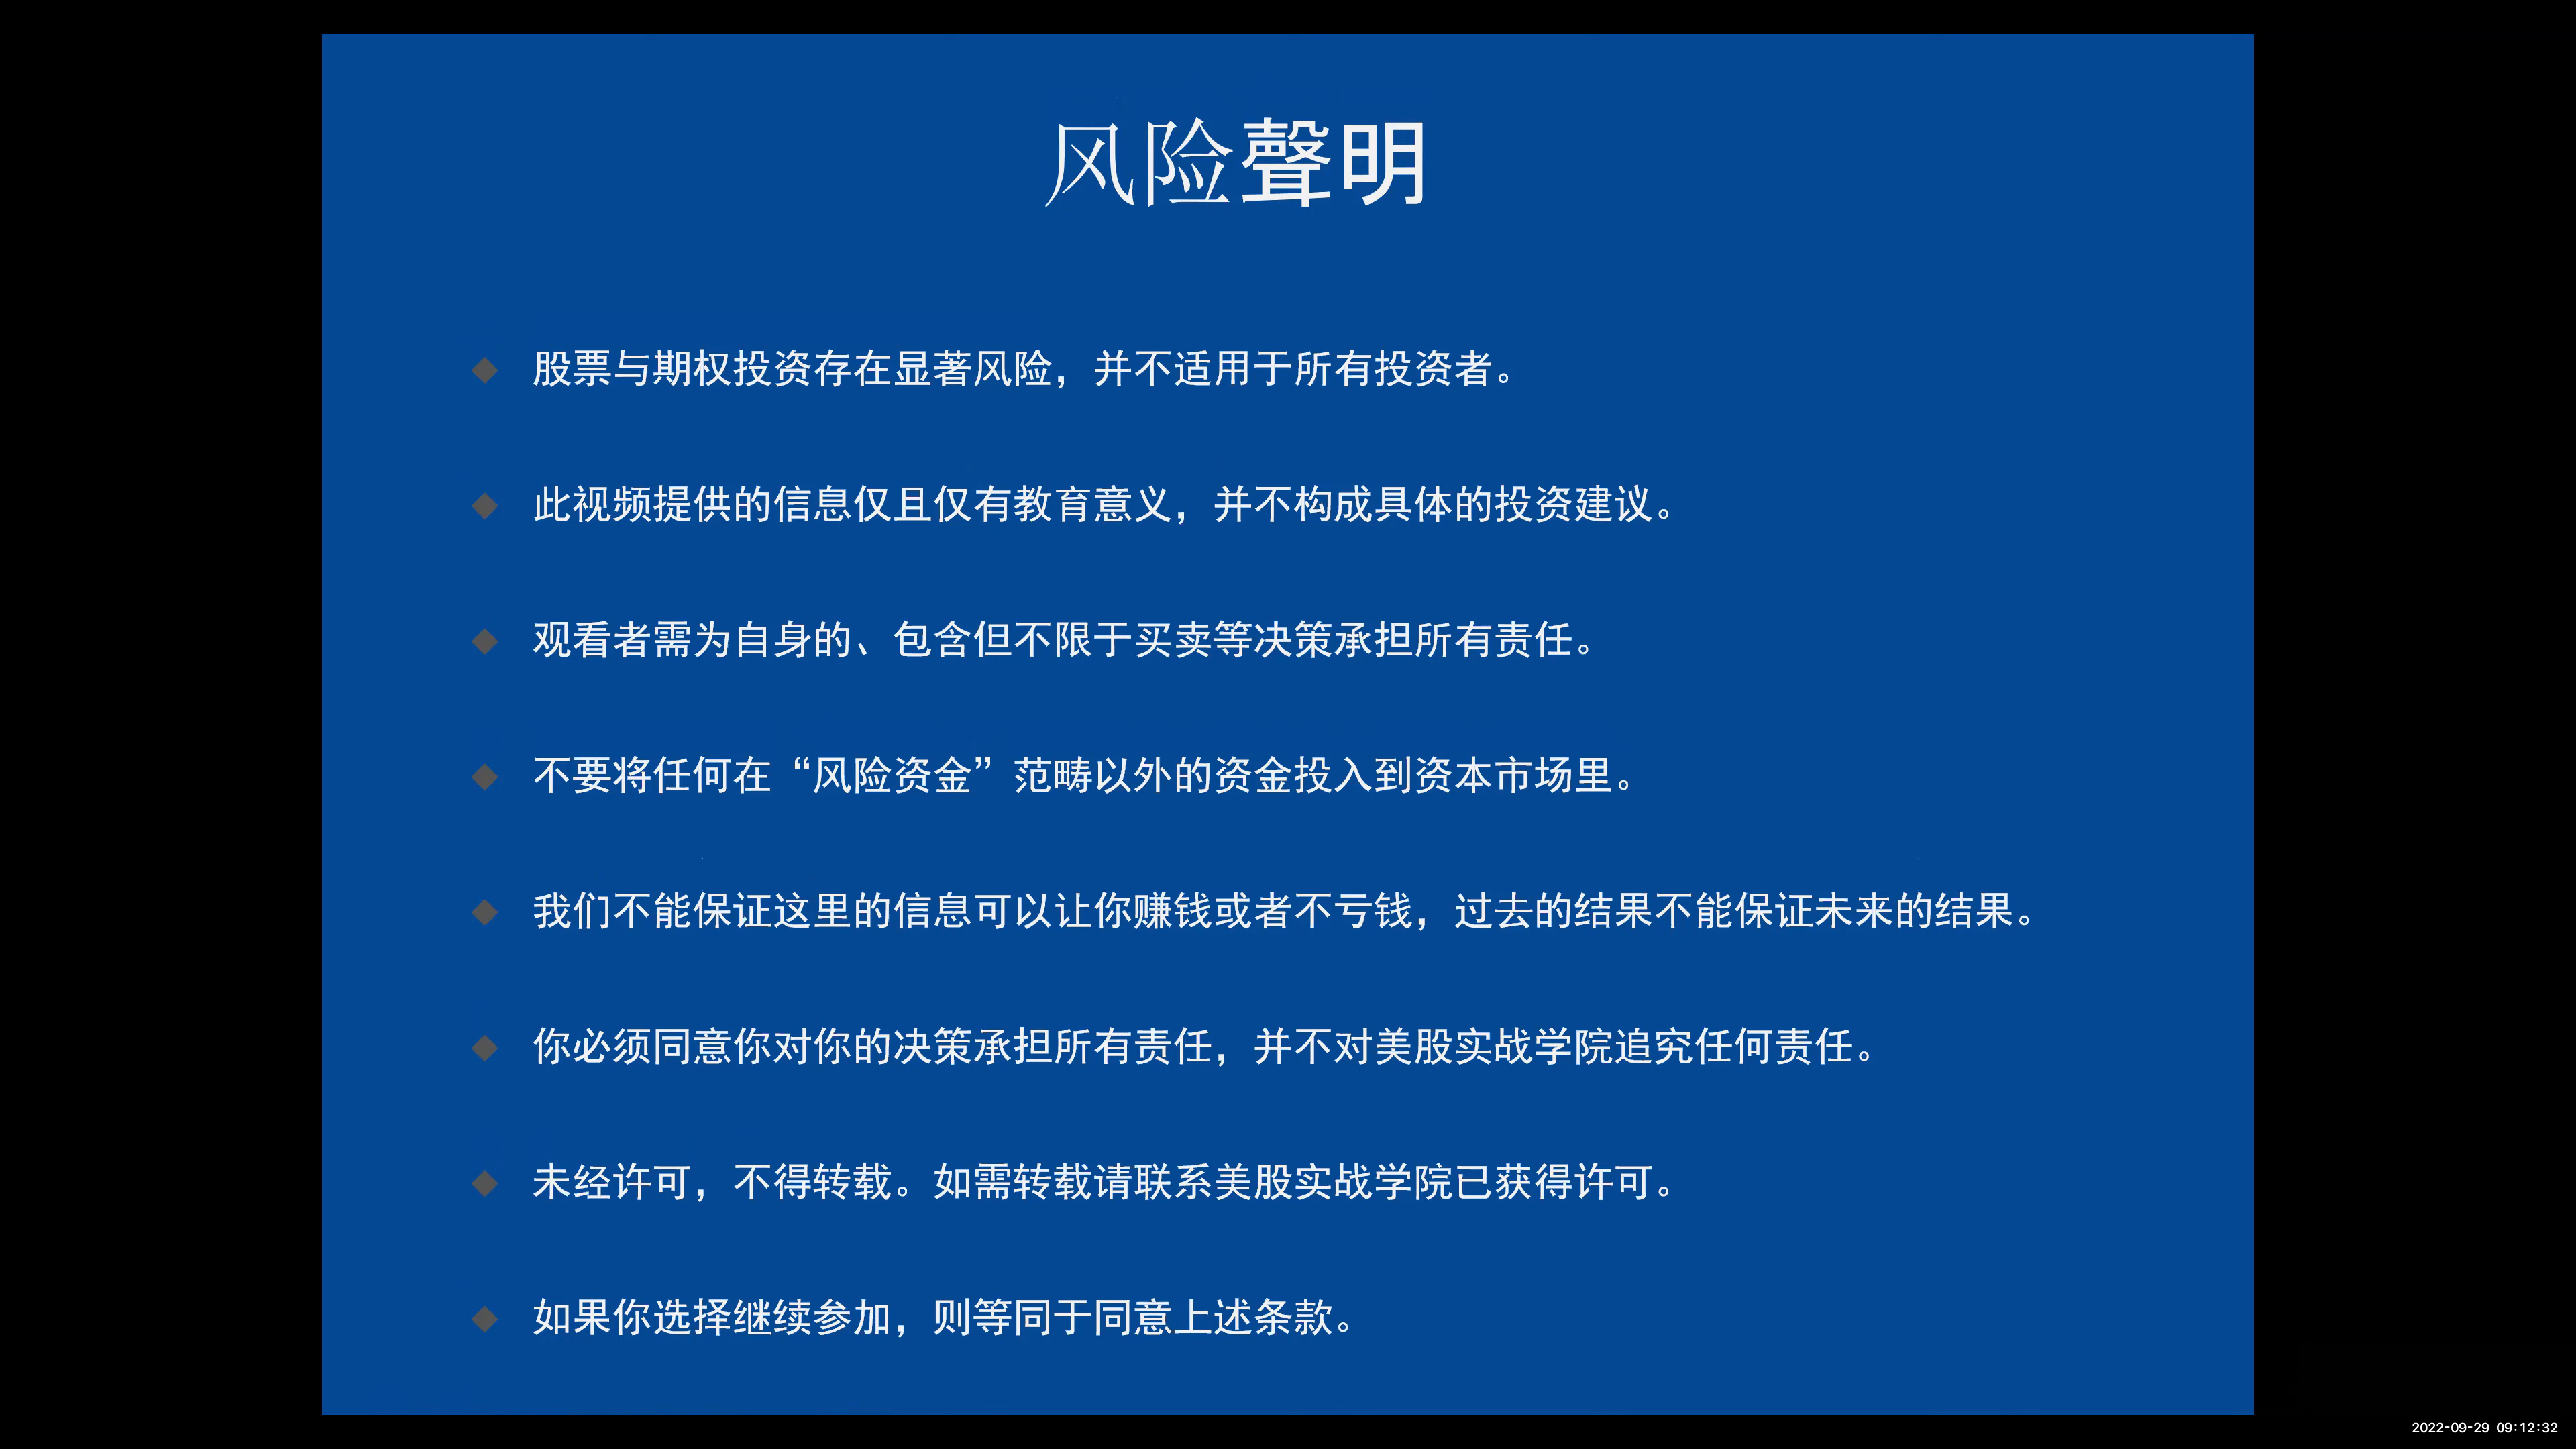 风险聲明
股票与期权投资存在显著风险，并不适用于所有投资者。
此视频提供的信息仅且仅有教育意义，并不构成具体的投资建议。
观看者需为自身的、包含但不限于买卖等决策承担所有责任。
不要将任何在“风险资金”范畴以外的资金投入到资本市场里。
我们不能保证这里的信息可以让你赚钱或者不亏钱，过去的结果不能保证未来的结果。
你必须同意你对你的决策承担所有责任，并不对美股实战学院追究任何责任。
未经许可，不得转载。如需转载请联系美股实战学院已获得许可。
如果你选择继续参加，则等同于同意上述条款。
2022-09-29 09:12:32